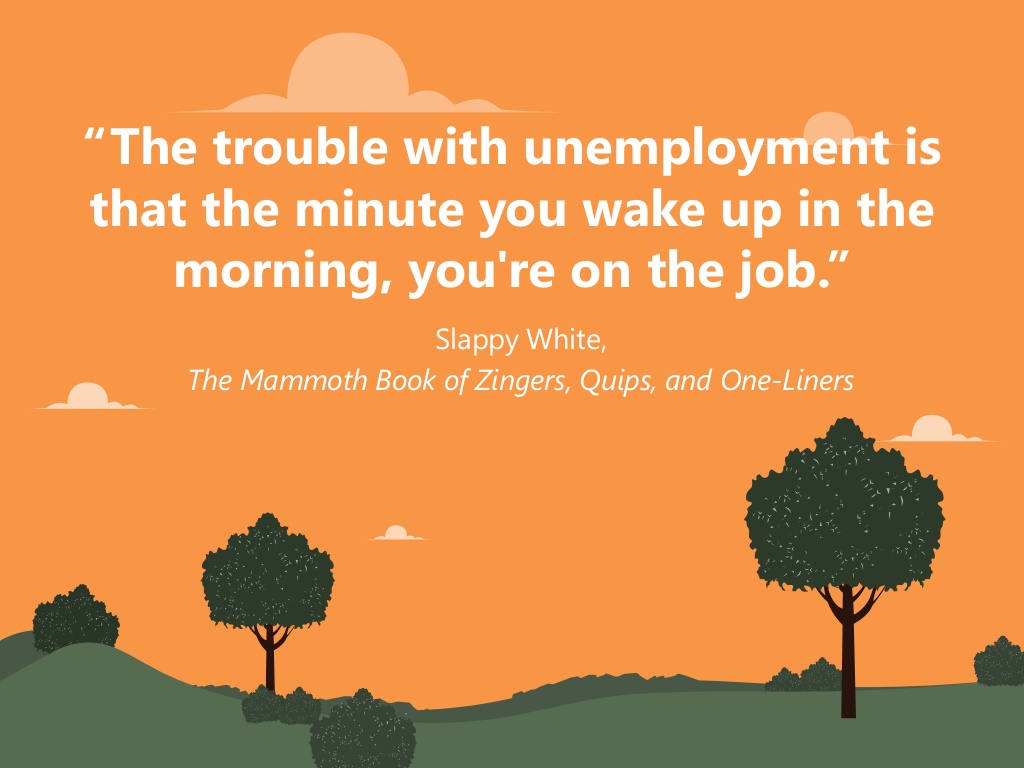 “The trouble with unemployment is
that the minute you wake up in the
morning, you're on the job.”
Slappy White,
The Mammoth Book of Zingers, Quips, and One-Liners